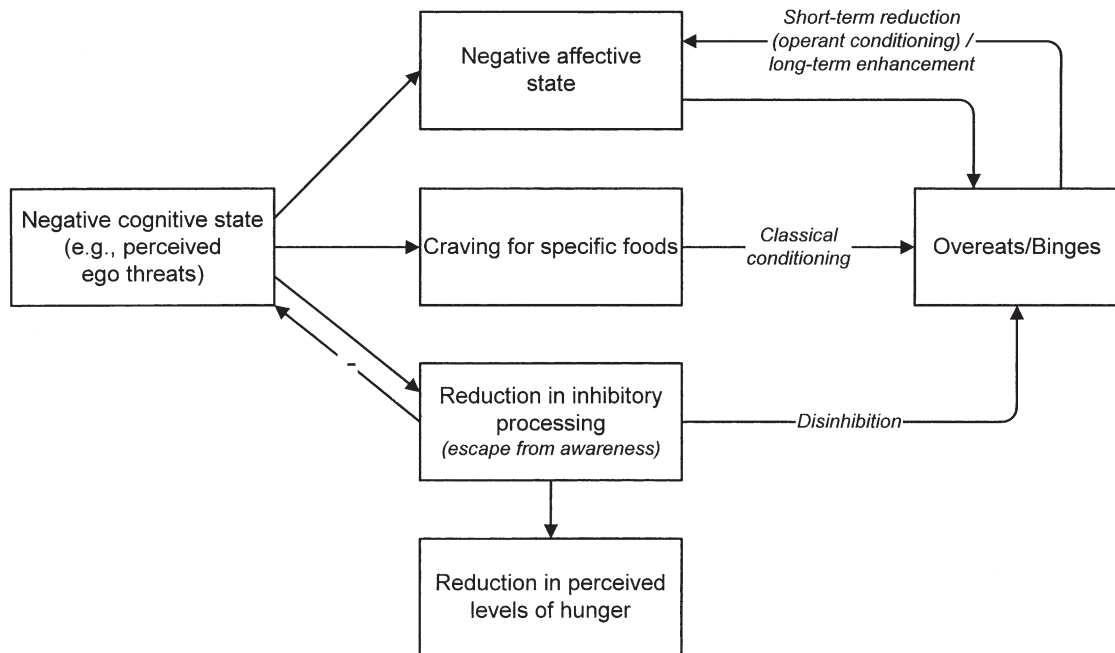 Negative affective
state
Short-term reduction
(operant conditioning) /
long-term enhancement
Negative cognitive state
(e.g., perceived
ego threats)
Craving for specific foods
Classical
conditioning
Overeats/Binges
-
Reduction in inhibitory
processing
(escape from awareness)
Disinhibition
Reduction in perceived
levels of hunger